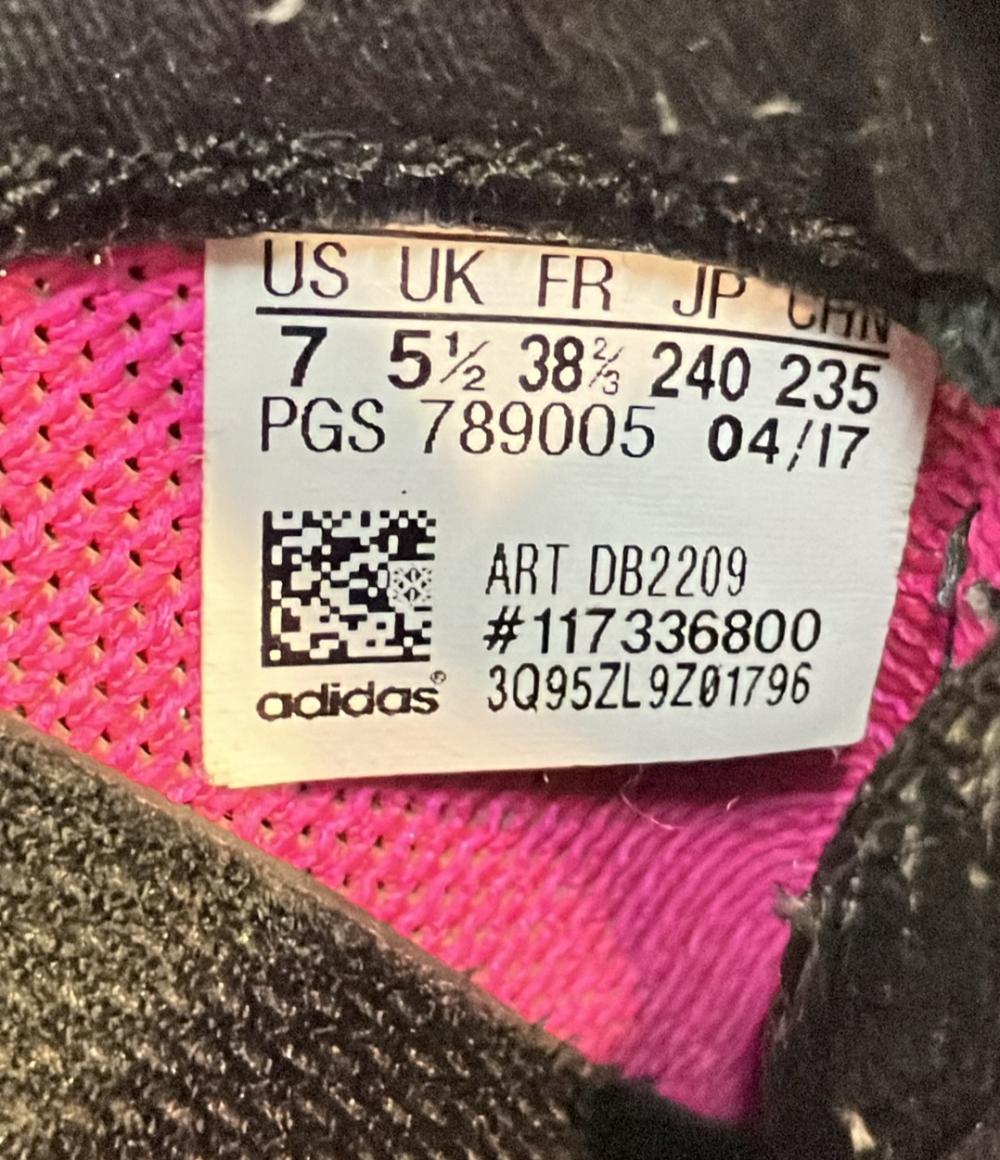 US UK FR JP CHN
7 5½ 38⅔ 240 235
PGS 789005 04/17
ART DB2209
#117336800
adidas® 3Q95ZL9Z01796